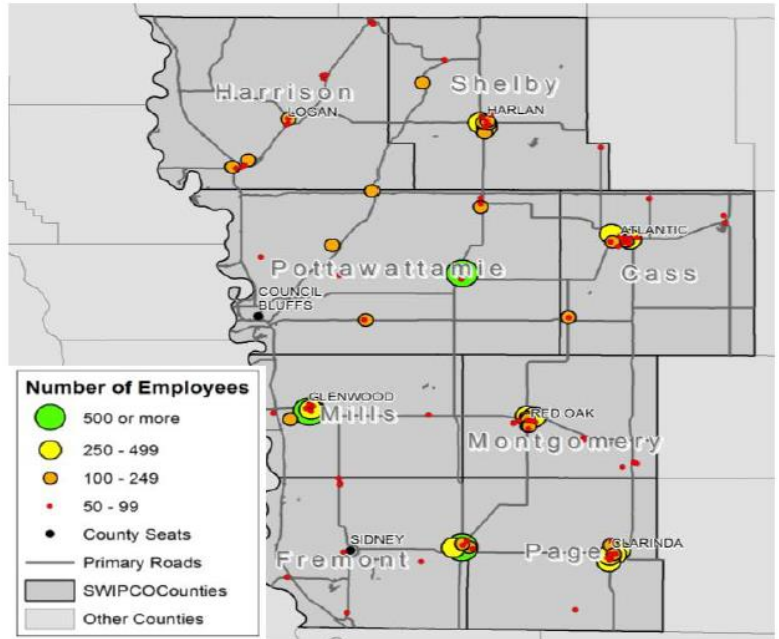 Harrison
Shelby
LOGAN
HARLAN
ATLANTIC
Pottawattamie
Cass
COUNCIL
BLUFFS
GLENWOOD
Mills
RED OAK
Montgomery
SIDNEY
Fremont
Page
CLARINDA
Number of Employees
500 or more
250 - 499
100 - 249
50 - 99
County Seats
Primary Roads
SWIPCOCounties
Other Counties